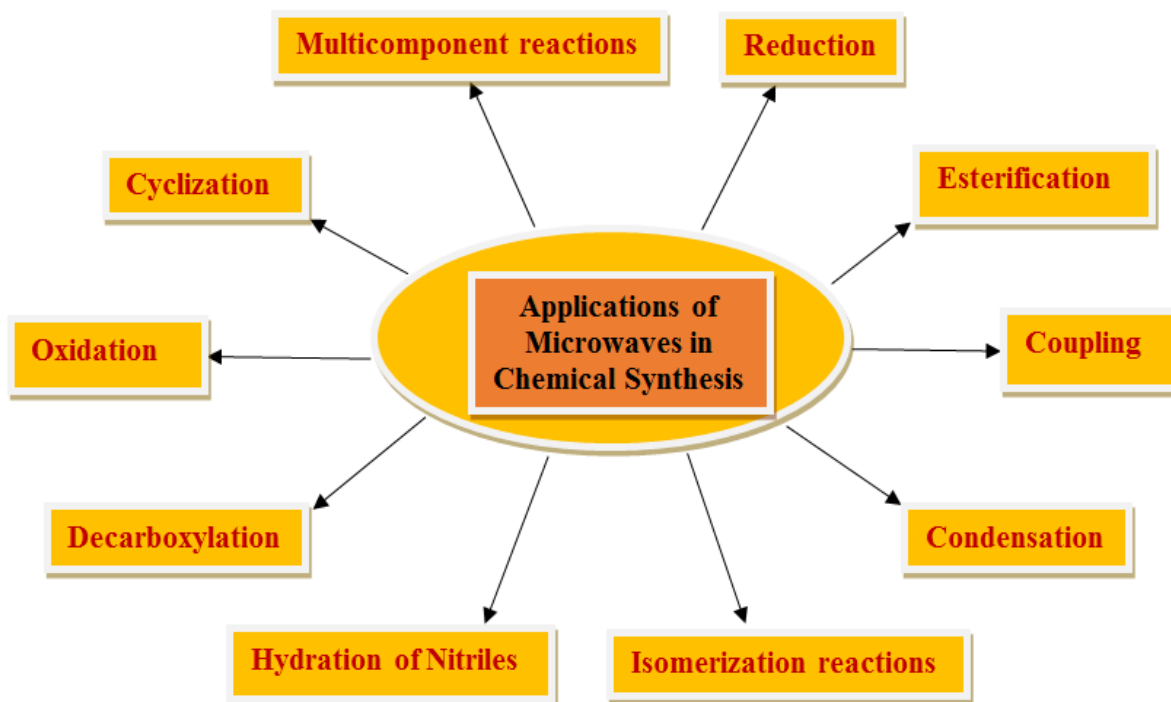 Multicomponent reactions
Reduction
Cyclization
Esterification
Applications of
Microwaves in
Chemical Synthesis
Oxidation
Coupling
Decarboxylation
Condensation
Hydration of Nitriles
Isomerization reactions